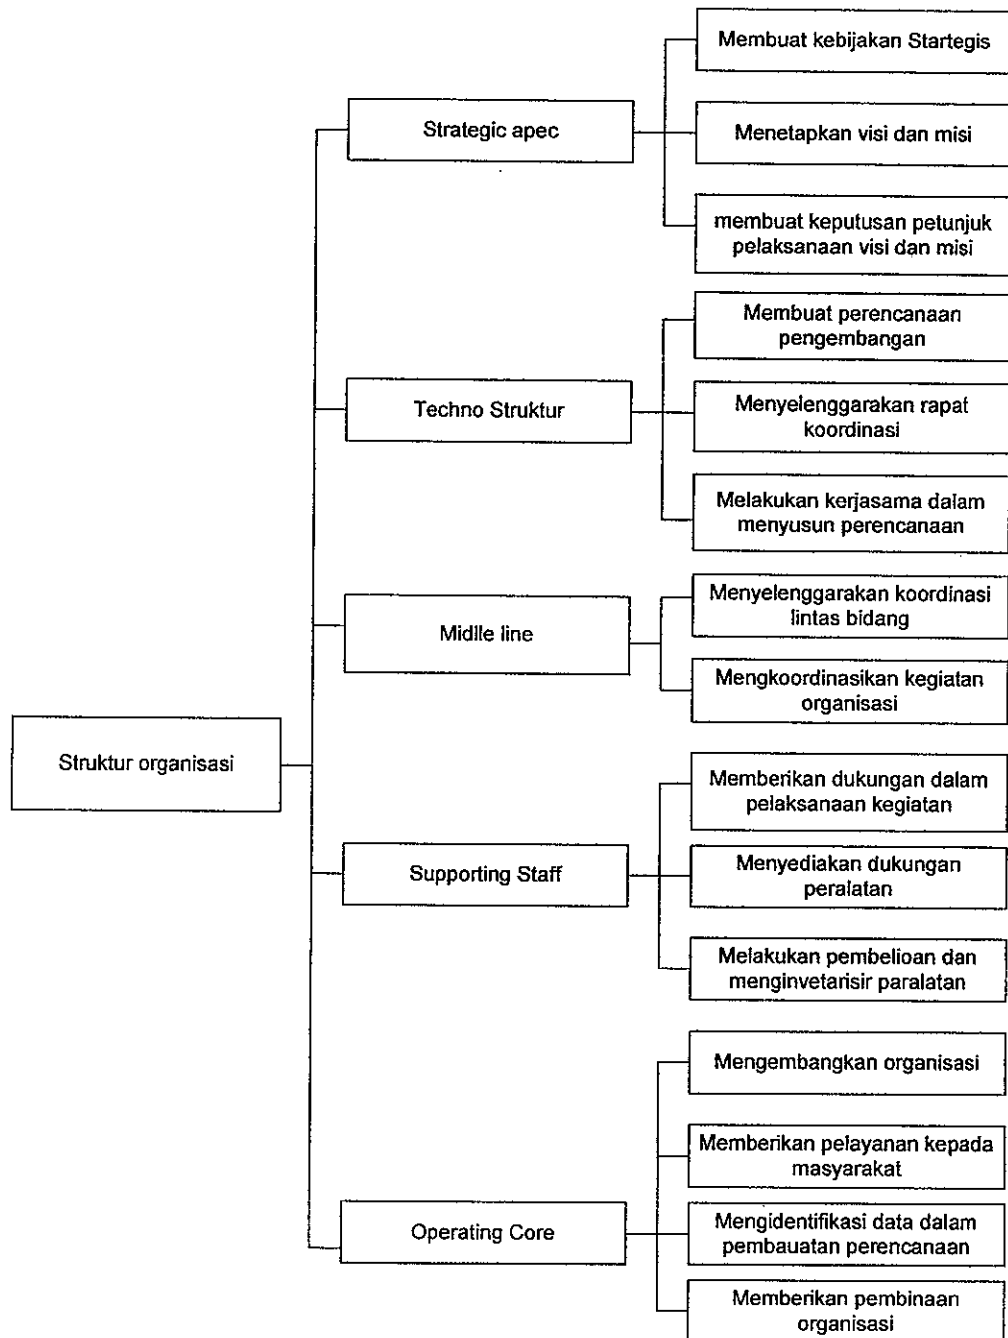 Membuat kebijakan Startegis
Strategic apec
Menetapkan visi dan misi
membuat keputusan petunjuk
pelaksanaan visi dan misi
Membuat perencanaan
pengembangan
Techno Struktur
Menyelenggarakan rapat
koordinasi
Melakukan kerjasama dalam
menyusun perencanaan
Menyelenggarakan koordinasi
lintas bidang
Midlle line
Mengkoordinasikan kegiatan
organisasi
Struktur organisasi
Memberikan dukungan dalam
pelaksanaan kegiatan
Supporting Staff
Menyediakan dukungan
peralatan
Melakukan pembelioan dan
menginvetarisir paralatan
Mengembangkan organisasi
Memberikan pelayanan kepada
masyarakat
Operating Core
Mengidentifikasi data dalam
pembauatan perencanaan
Memberikan pembinaan
organisasi